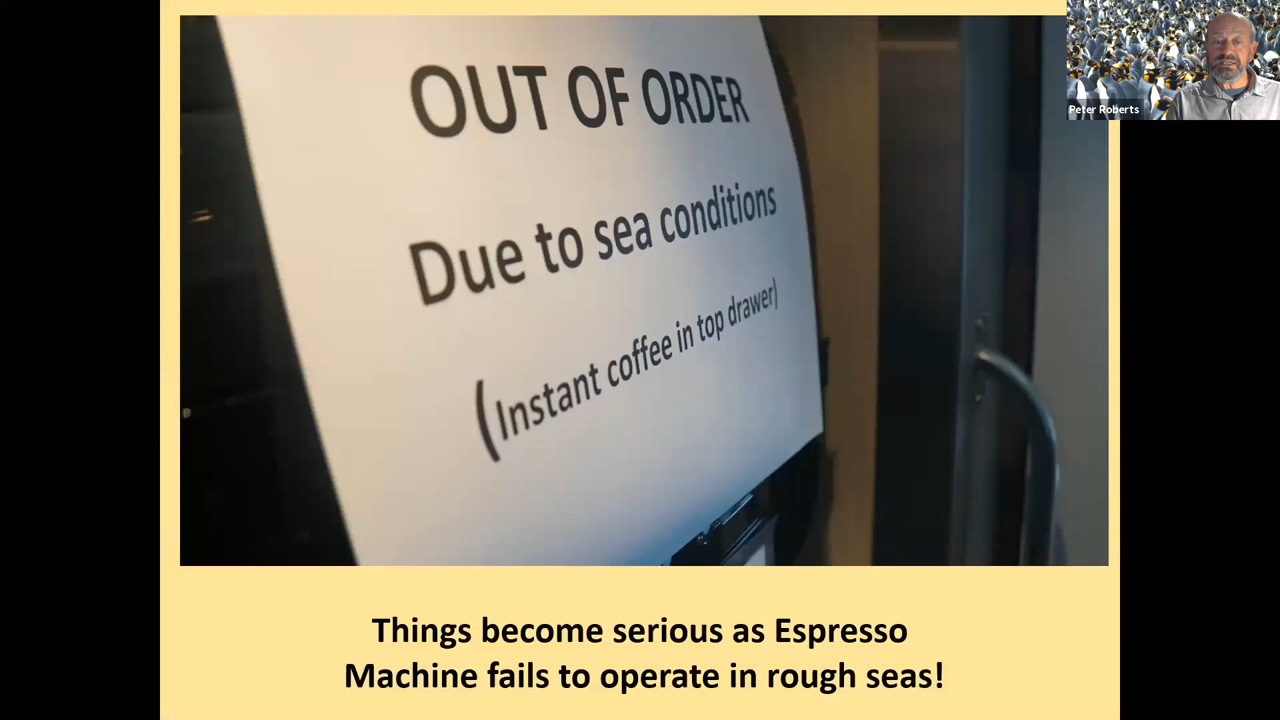 OUT OF ORDER
Due to sea conditions
(Instant coffee in top drawer)
Peter Roberts
Things become serious as Espresso
Machine fails to operate in rough seas!